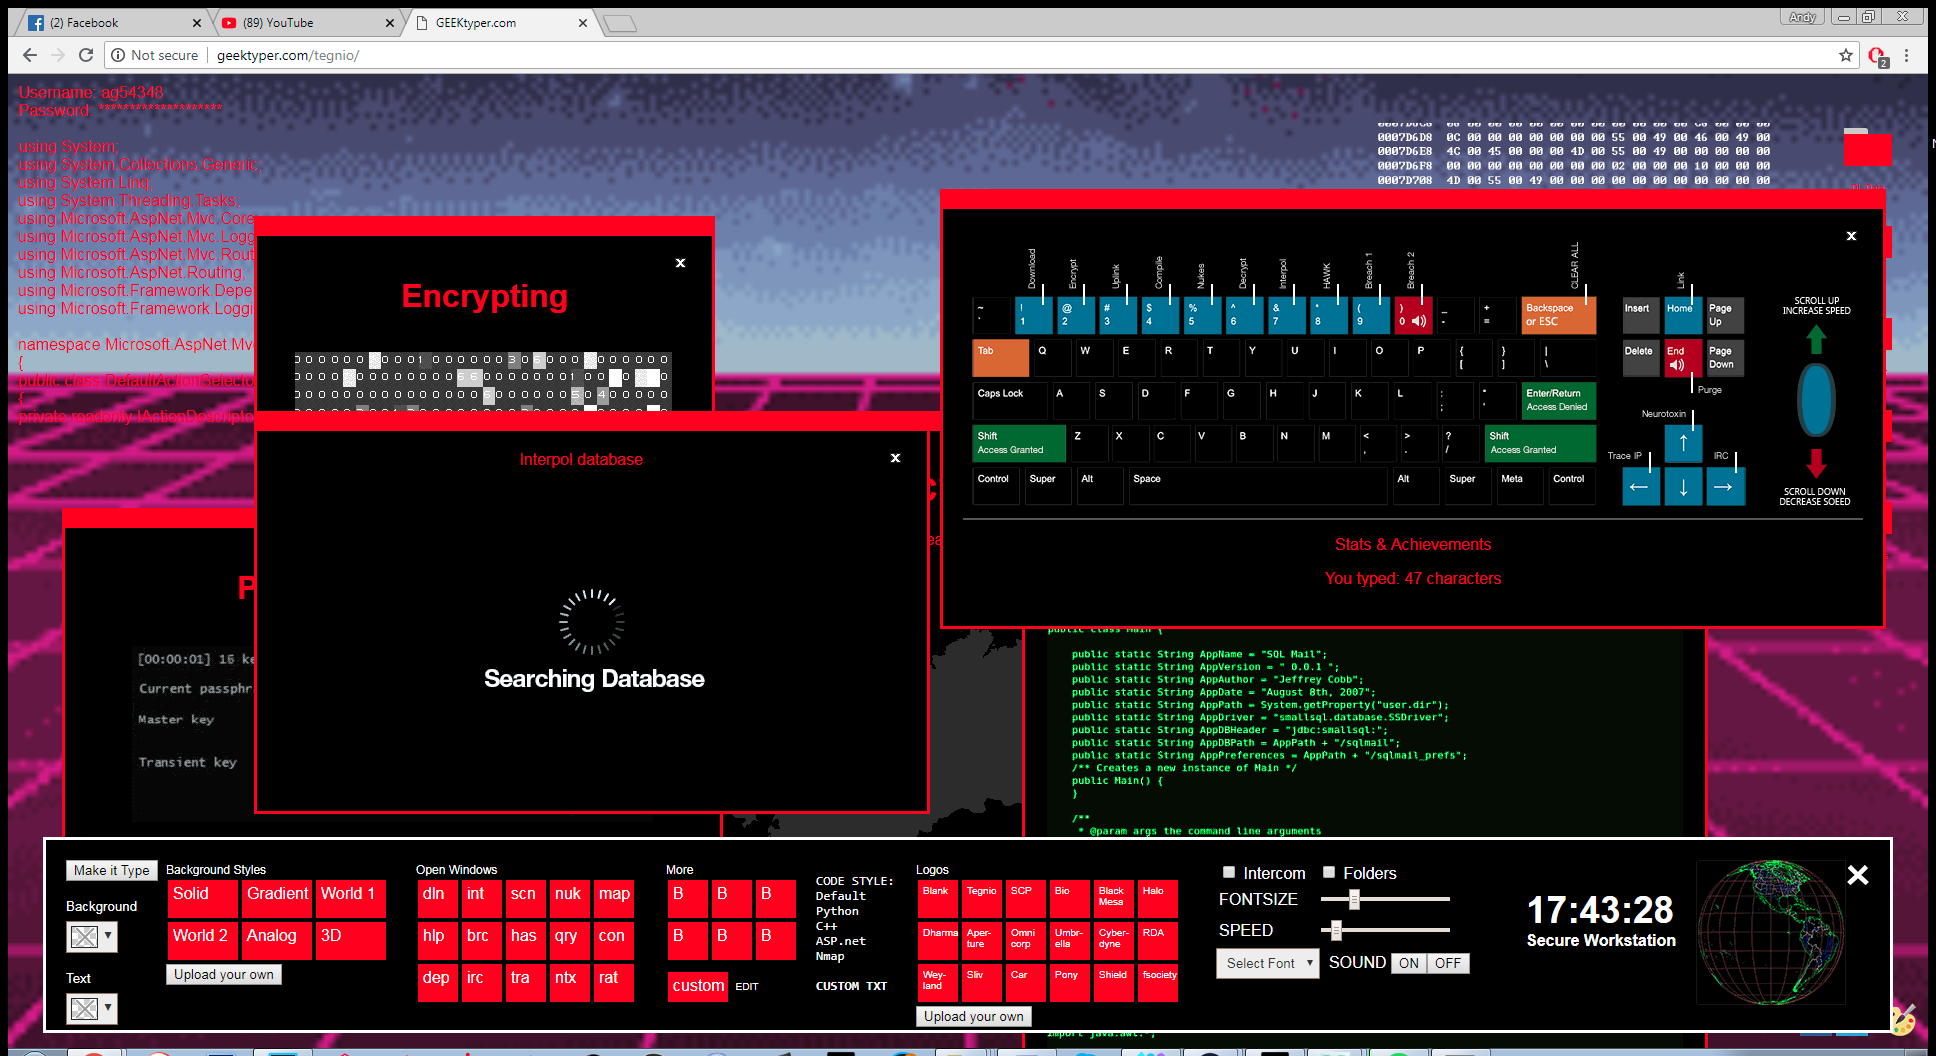 (2) Facebook
(89) YouTube
GEEKtyper.com
Andy
Not secure
geektyper.com/tegnio/
2
Username: ag54348
Password: ********************
using System;
using System.Collections.Generic;
using System.Linq;
using System.Threading.Tasks;
using Microsoft.AspNet.Mvc.Core
using Microsoft.AspNet.Mvc.Logg
using Microsoft.AspNet.Mvc.Rout
using Microsoft.AspNet.Routing;
using Microsoft.Framework.Depe
using Microsoft.Framework.Loggi
namespace Microsoft.AspNet.Mv
{
public class DefaultActionSelecto
{
private readonly IActionDescripto
0007D6D8 0C 00 00 00 00 00 00 00 55 00 49 00 46 00 49 00
0007D6E8 4C 00 45 00 00 00 4D 00 55 00 49 00 00 00 00 00
0007D6F8 00 00 00 00 00 00 00 00 02 00 00 00 10 00 00 00
0007D708 4D 00 55 00 49 00 00 00 00 00 00 00 00 00 00 00
x
Encrypting
x
Interpol database
Searching Database
P
[00:00:01] 16 ke
Current passphr
Master key
Transient key
x
Download
Encrypt
Uplink
Compile
Nukes
Decrypt
Interpol
HAWK
Breach 1
Breach 2
CLEAR ALL
Link
~ `
! 1
@ 2
# 3
$ 4
% 5
^ 6
& 7
* 8
( 9
) 0
_ -
+ =
Backspace or ESC
Insert
Home
Page Up
Tab
Q W E R T Y U I O P { [ } ] | \
Delete
End
Page Down
Purge
Caps Lock
A S D F G H J K L : ; " '
Enter/Return
Access Denied
Neurotoxin
Shift
Access Granted
Z X C V B N M < , > . ? /
Shift
Access Granted
↑
Trace IP
IRC
Control
Super
Alt
Space
Alt
Super
Meta
Control
← ↓ →
SCROLL UP
INCREASE SPEED
SCROLL DOWN
DECREASE SOEED
Stats & Achievements
You typed: 47 characters
public class Main {
public static String AppName = "SQL Mail";
public static String AppVersion = " 0.0.1 ";
public static String AppAuthor = "Jeffrey Cobb";
public static String AppDate = "August 8th, 2007";
public static String AppPath = System.getProperty("user.dir");
public static String AppDriver = "smallsql.database.SSDriver";
public static String AppDBHeader = "jdbc:smallsql:";
public static String AppDBPath = AppPath + "/sqlmail";
public static String AppPreferences = AppPath + "/sqlmail_prefs";
/** Creates a new instance of Main */
public Main() {
}
/**
* @param args the command line arguments
Make it Type
Background
Text
Background Styles
Solid Gradient World 1
World 2 Analog 3D
Upload your own
Open Windows
dln int scn nuk map
hlp brc has qry con
dep irc tra ntx rat
More
B B B
B B B
custom EDIT
CODE STYLE:
Default
Python
C++
ASP.net
Nmap
CUSTOM TXT
Logos
Blank Tegnio SCP Bio Black Mesa Halo
Dharma Aper-ture Omni corp Umbr-ella Cyber-dyne RDA
Wey-land Sliv Car Pony Shield fsociety
Upload your own
Intercom
Folders
FONTSIZE
SPEED
Select Font
SOUND ON OFF
17:43:28
Secure Workstation
import java.awt.*;